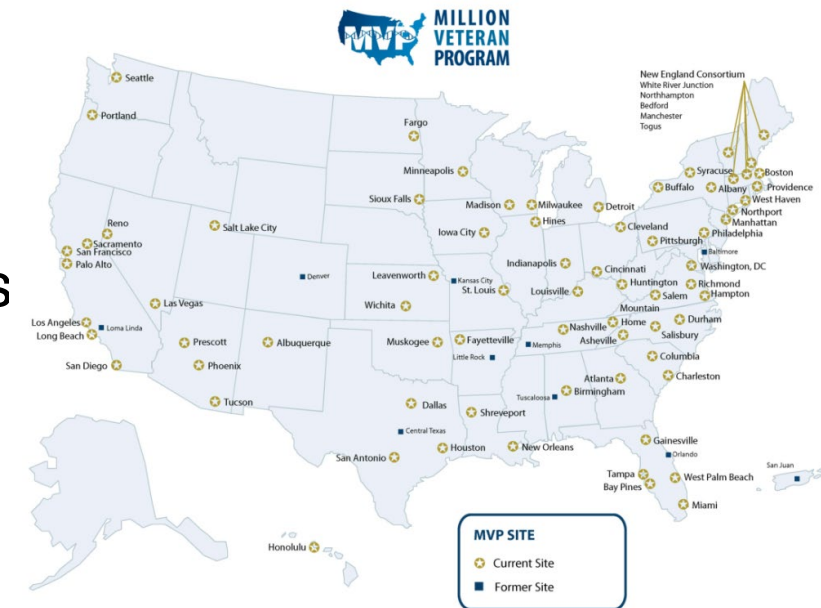 MVP
MILLION
VETERAN
PROGRAM
New England Consortium
White River Junction
Northhampton
Bedford
Manchester
Togus
Seattle
Portland
Fargo
Minneapolis
Sioux Falls
Madison
Milwaukee
Detroit
Hines
Iowa City
Syracuse
Boston
Buffalo
Albany
Providence
West Haven
Northport
Manhattan
Philadelphia
Cleveland
Pittsburgh
Baltimore
Washington, DC
Reno
Sacramento
San Francisco
Palo Alto
Salt Lake City
Denver
Leavenworth
Kansas City
St. Louis
Indianapolis
Cincinnati
Louisville
Huntington
Richmond
Salem
Hampton
Las Vegas
Wichita
Mountain
Home
Durham
Los Angeles
Loma Linda
Long Beach
Prescott
Albuquerque
Muskogee
Fayetteville
Nashville
Asheville
Salisbury
Memphis
Little Rock
Columbia
San Diego
Phoenix
Atlanta
Charleston
Birmingham
Tuscaloosa
Tucson
Dallas
Shreveport
Central Texas
Houston
New Orleans
San Antonio
Gainesville
Orlando
San Juan
Tampa
West Palm Beach
Bay Pines
Miami
Honolulu
MVP SITE
Current Site
Former Site
s